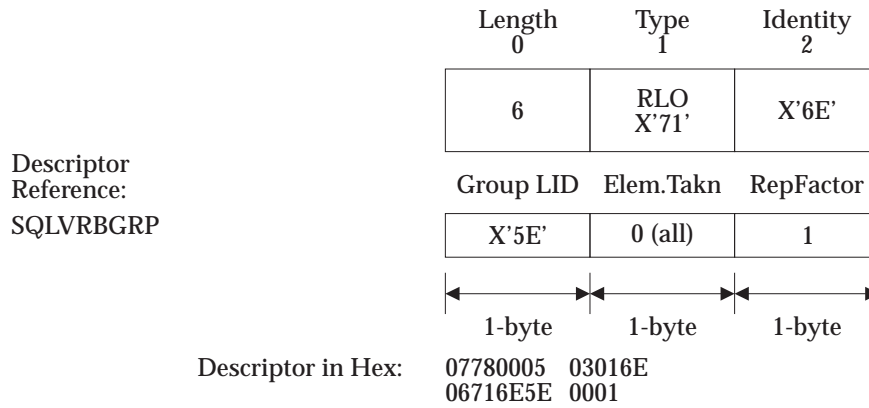 Length Type Identity
0 1 2
6 RLO X'71' X'6E'
Descriptor
Reference:
Group LID Elem.Takn RepFactor
SQLVRBGRP
X'5E' 0 (all) 1
1-byte 1-byte 1-byte
Descriptor in Hex: 07780005 03016E
06716E5E 0001